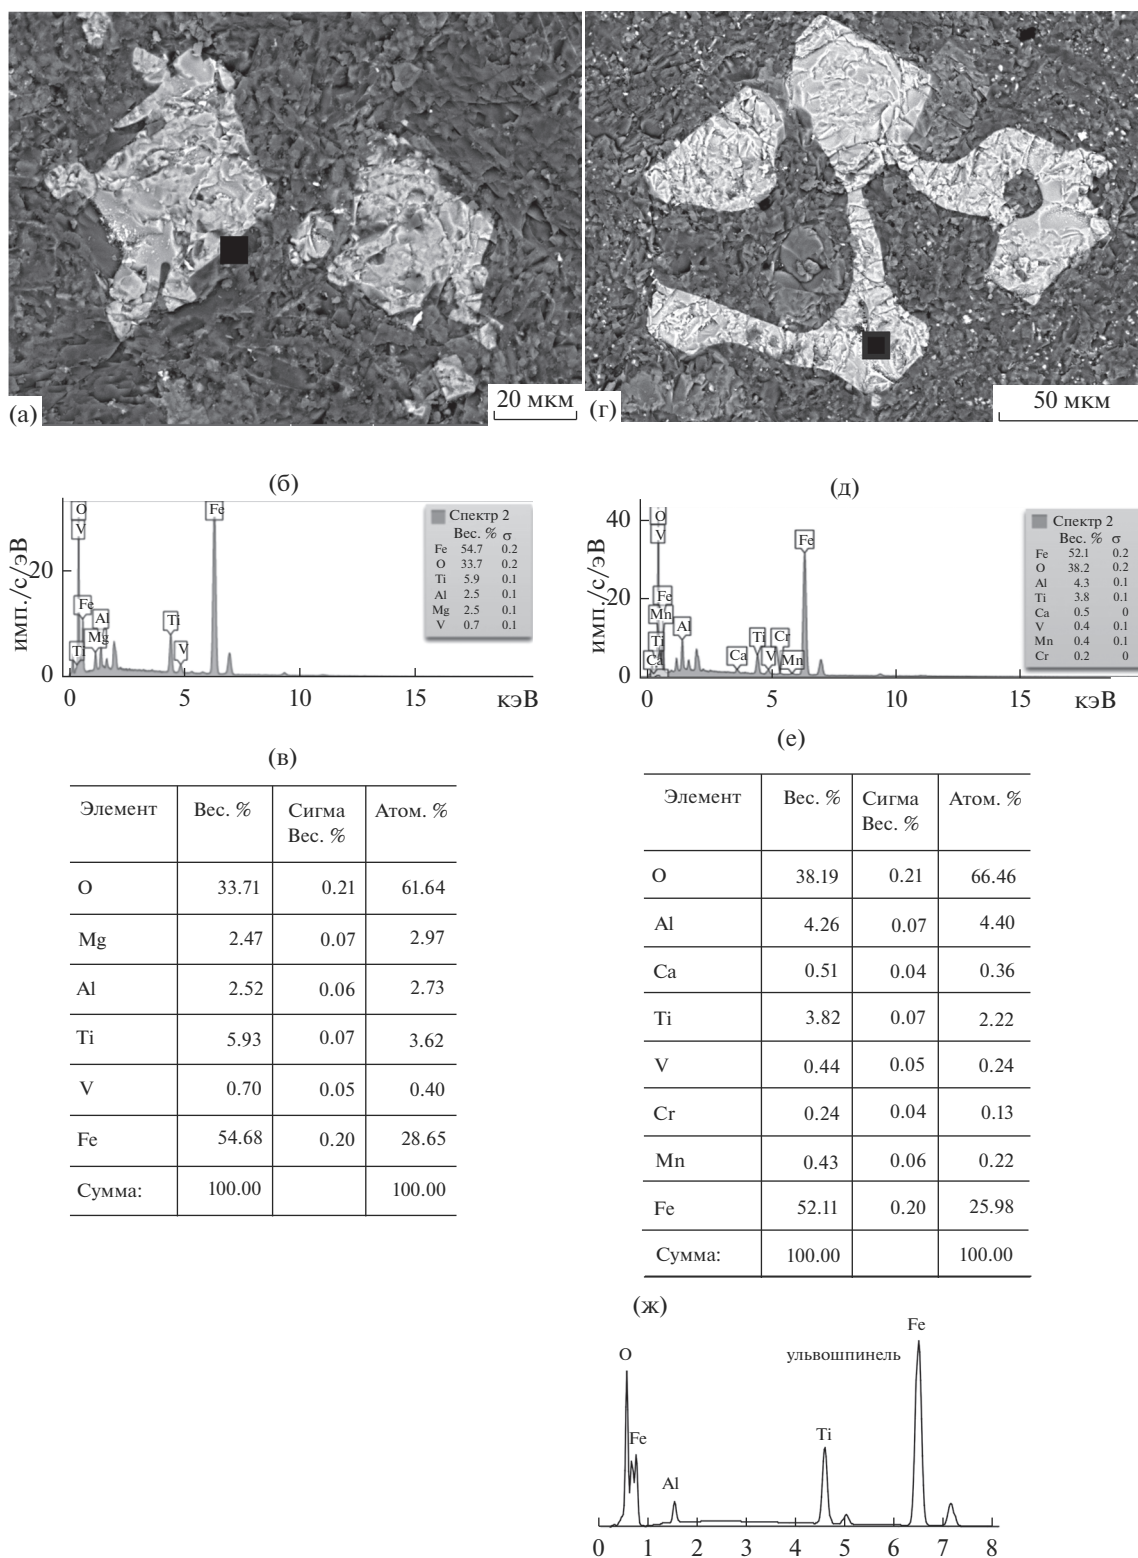 (а)
20 мкм
(г)
50 мкм
(б)
имп./с/эВ
20
0
O
V
Fe
Ti
Mg
Al
Ti
V
Fe
0
5
10
15
кэВ
Спектр 2
Вес. % σ
Fe 54.7 0.2
O 33.7 0.2
Ti 5.9 0.1
Al 2.5 0.1
Mg 2.5 0.1
V 0.7 0.1
(д)
имп./с/эВ
40
20
0
O
V
Fe
Mn
Ti
Ca
Al
Ca
Ti
V
Cr
Mn
Fe
0
5
10
15
кэВ
Спектр 2
Вес. % σ
Fe 52.1 0.2
O 38.2 0.2
Al 4.3 0.1
Ti 3.8 0.1
Ca 0.5 0
V 0.4 0.1
Mn 0.4 0.1
Cr 0.2 0
(в)
Элемент Вес. % Сигма Атом. %
Вес. %
O 33.71 0.21 61.64
Mg 2.47 0.07 2.97
Al 2.52 0.06 2.73
Ti 5.93 0.07 3.62
V 0.70 0.05 0.40
Fe 54.68 0.20 28.65
Сумма: 100.00 100.00
(е)
Элемент Вес. % Сигма Атом. %
Вес. %
O 38.19 0.21 66.46
Al 4.26 0.07 4.40
Ca 0.51 0.04 0.36
Ti 3.82 0.07 2.22
V 0.44 0.05 0.24
Cr 0.24 0.04 0.13
Mn 0.43 0.06 0.22
Fe 52.11 0.20 25.98
Сумма: 100.00 100.00
(ж)
Fe
ульвошпинель
O
Fe
Al
Ti
0 1 2 3 4 5 6 7 8